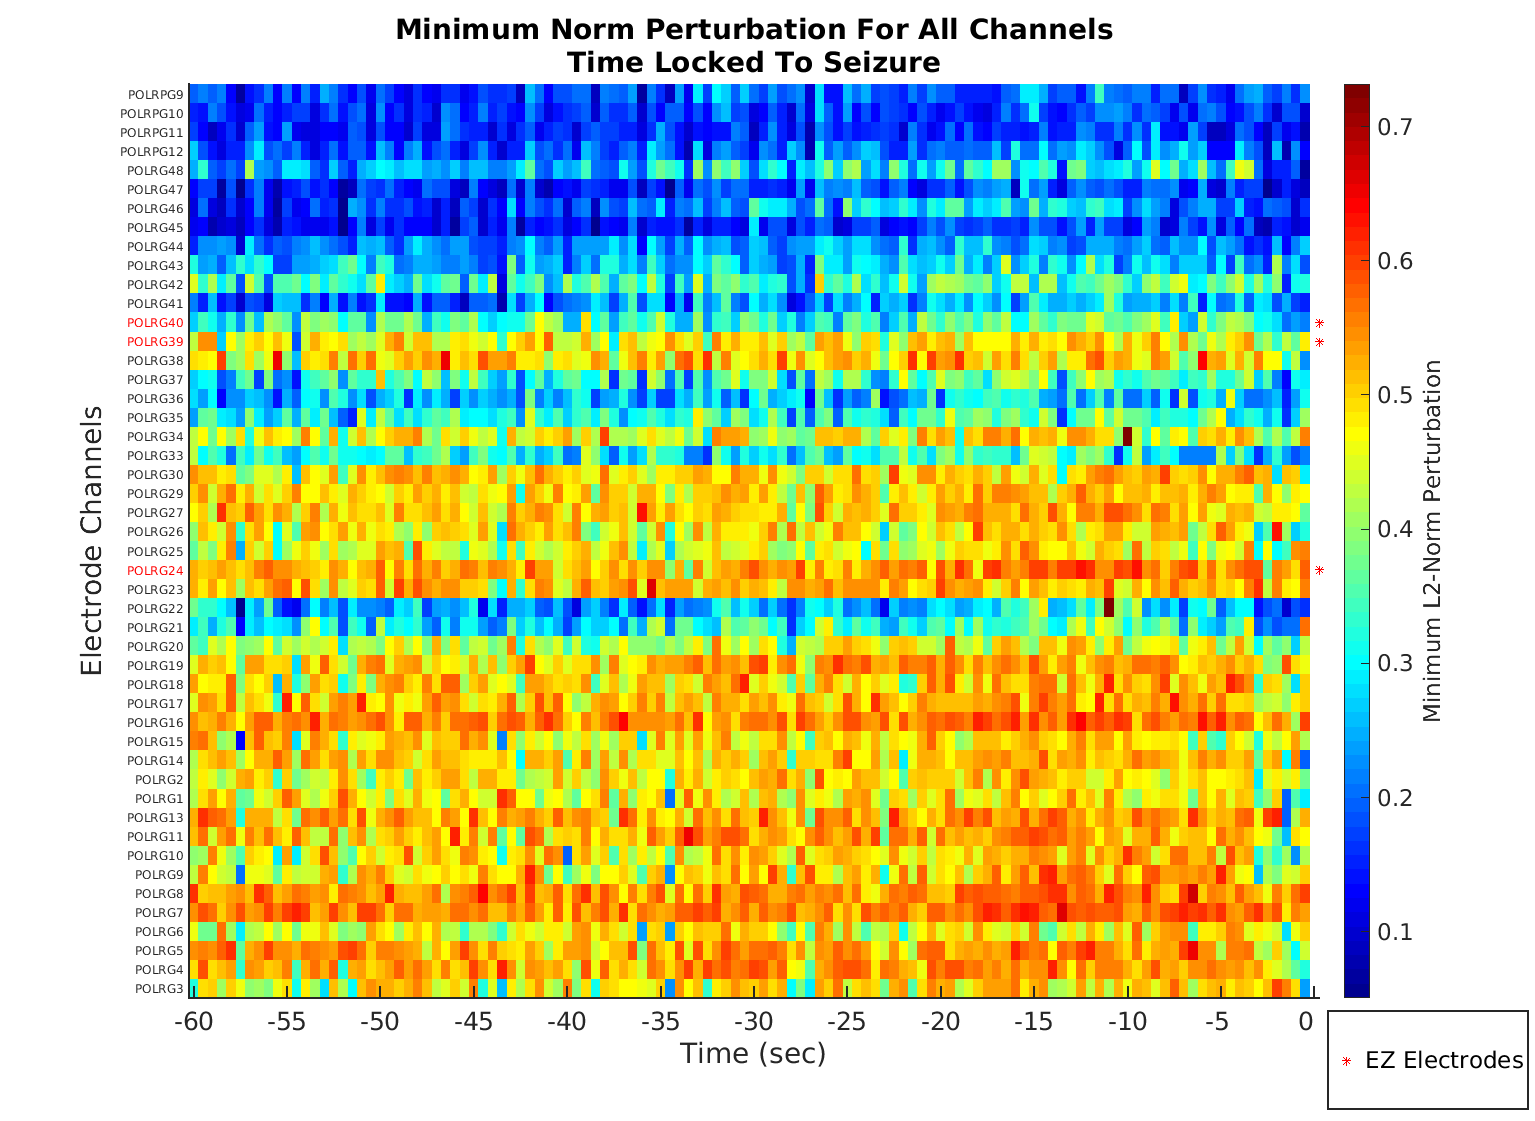 Minimum Norm Perturbation For All Channels
Time Locked To Seizure
Electrode Channels
POLRPG9
POLRPG10
POLRPG11
POLRPG12
POLRG48
POLRG47
POLRG46
POLRG45
POLRG44
POLRG43
POLRG42
POLRG41
POLRG40
POLRG39
POLRG38
POLRG37
POLRG36
POLRG35
POLRG34
POLRG33
POLRG30
POLRG29
POLRG27
POLRG26
POLRG25
POLRG24
POLRG23
POLRG22
POLRG21
POLRG20
POLRG19
POLRG18
POLRG17
POLRG16
POLRG15
POLRG14
POLRG2
POLRG1
POLRG13
POLRG11
POLRG10
POLRG9
POLRG8
POLRG7
POLRG6
POLRG5
POLRG4
POLRG3
-60 -55 -50 -45 -40 -35 -30 -25 -20 -15 -10 -5 0
Time (sec)
0.7
0.6
0.5
0.4
0.3
0.2
0.1
Minimum L2-Norm Perturbation
EZ Electrodes